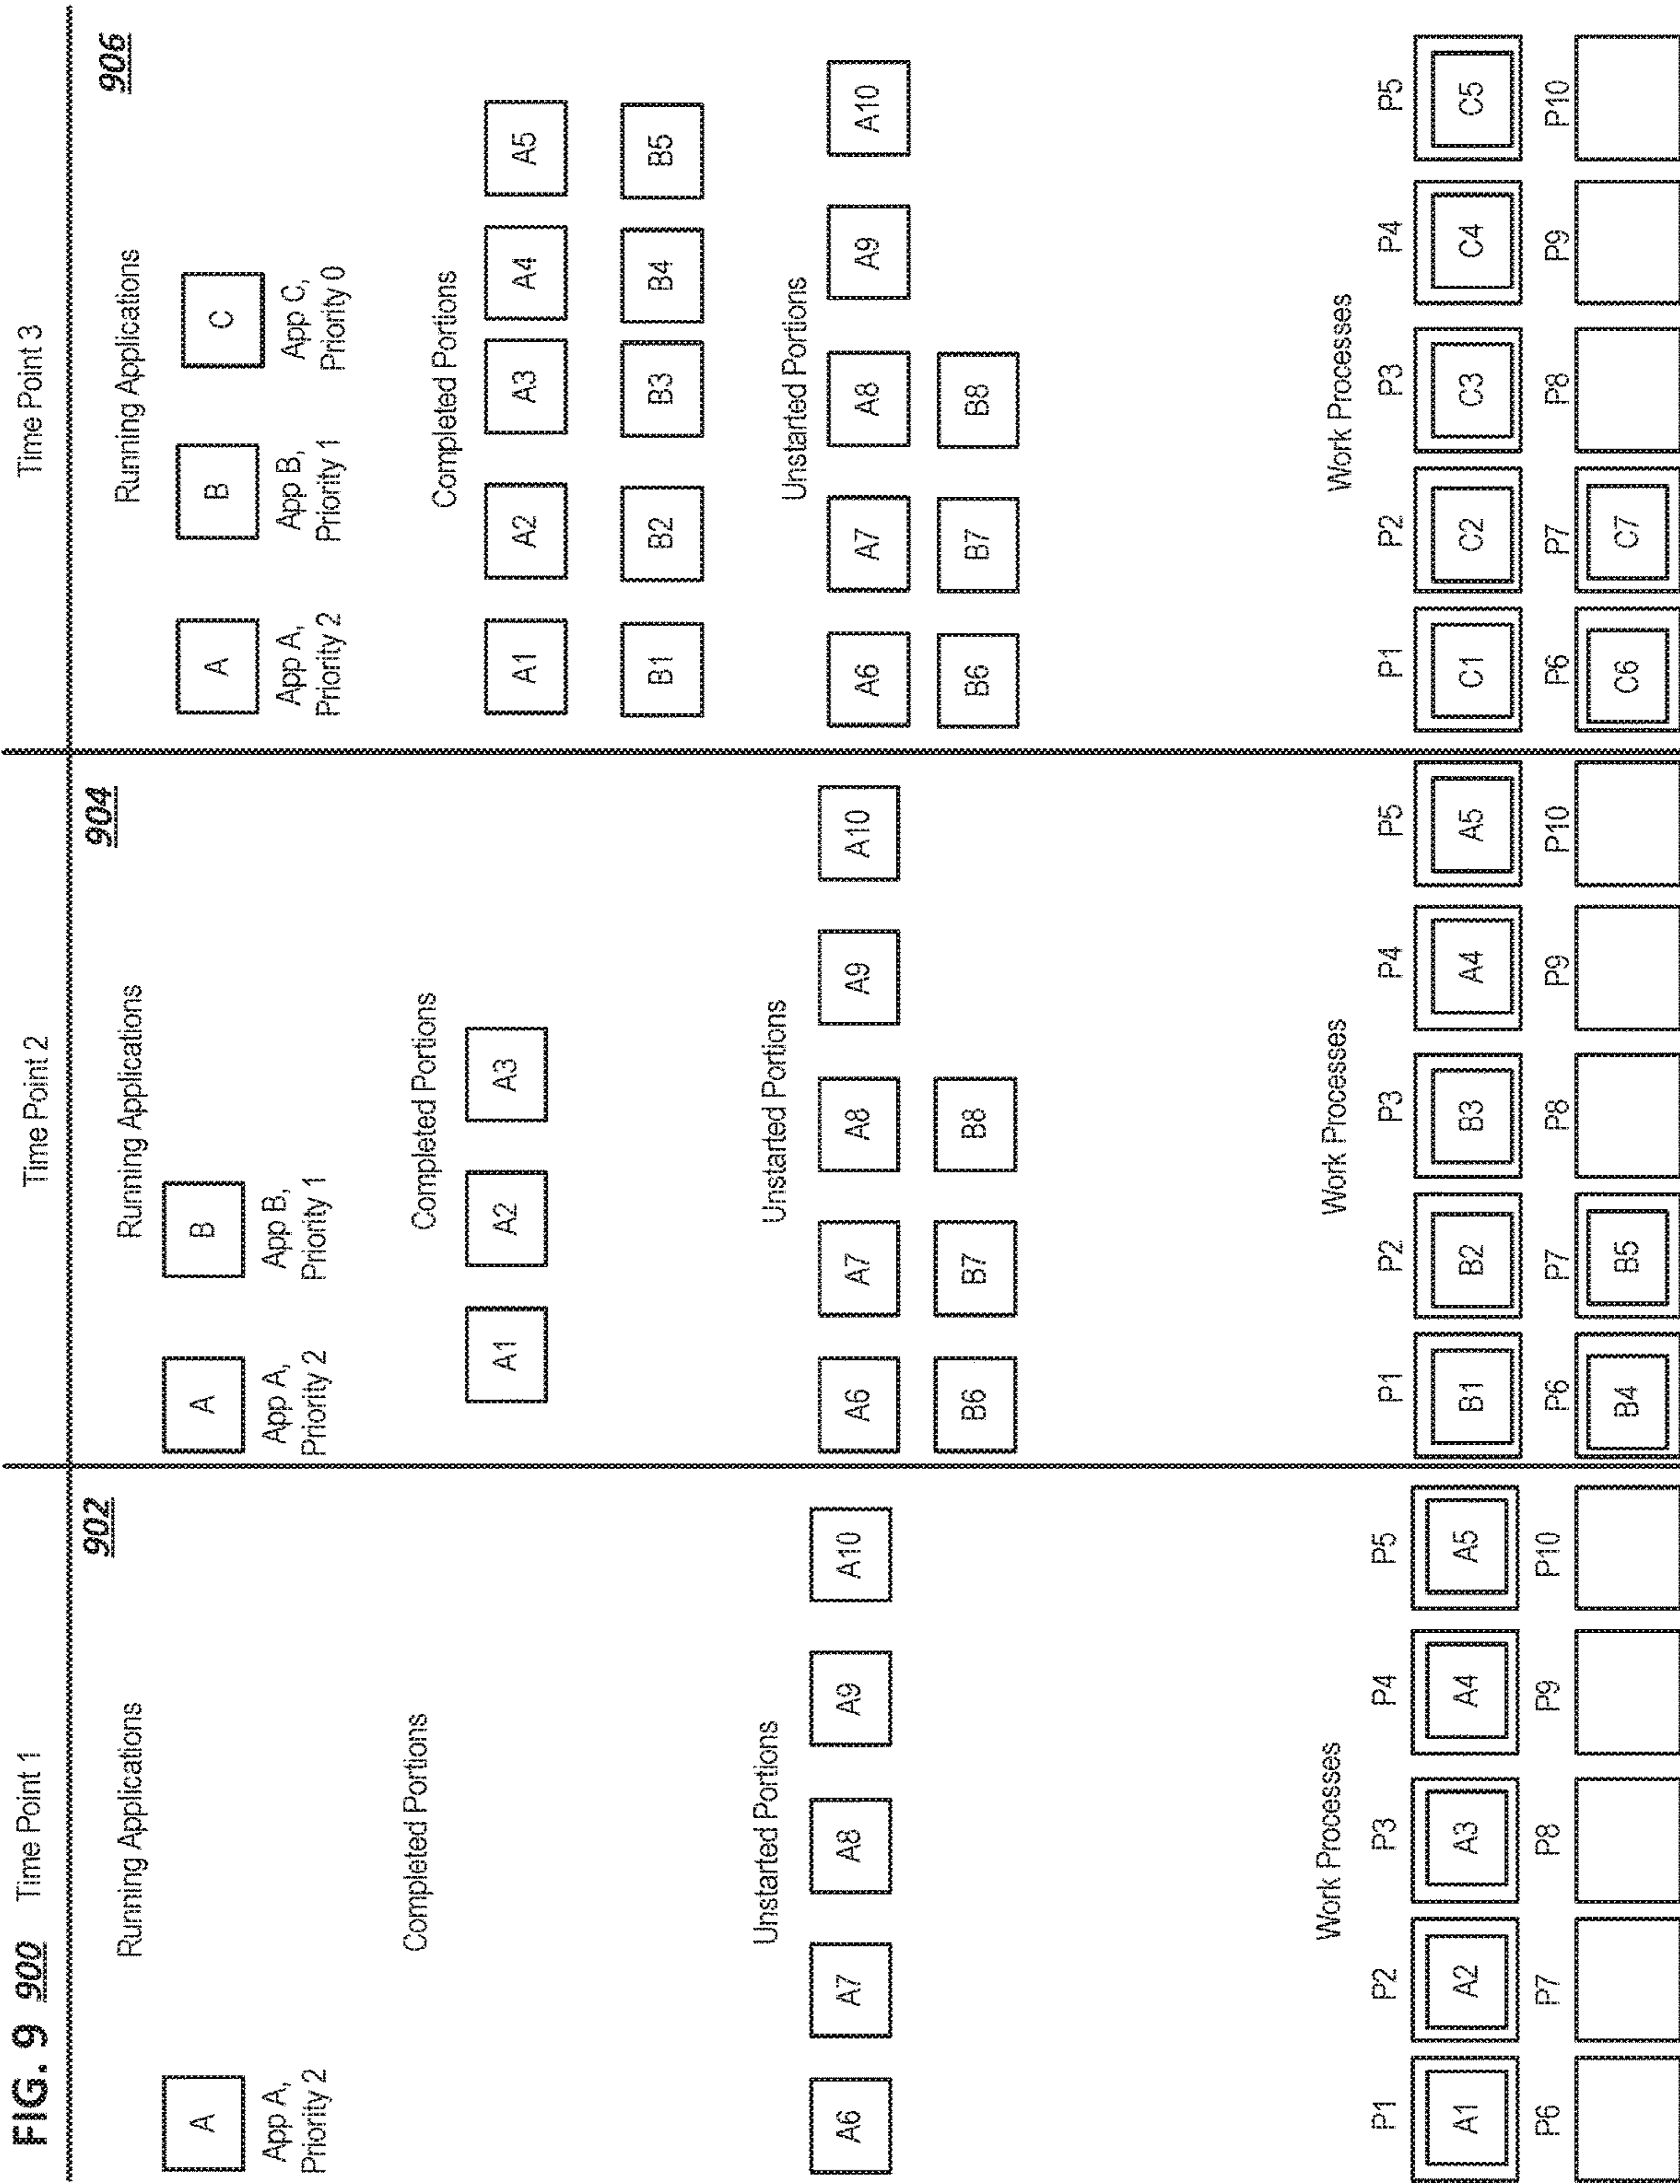 FIG. 9 900 Time Point 1
902
Running Applications
A
App A,
Priority 2
Completed Portions
Unstarted Portions
A6 A7 A8 A9 A10
Work Processes
P1 P2 P3 P4 P5
A1 A2 A3 A4 A5
P6 P7 P8 P9 P10
Time Point 2
904
Running Applications
A B
App A, App B,
Priority 2 Priority 1
Completed Portions
A1 A2 A3
Unstarted Portions
A6 A7 A8 A9 A10
B6 B7 B8
Work Processes
P1 P2 P3 P4 P5
B1 B2 B3 A4 A5
P6 P7 P8 P9 P10
B4 B5
Time Point 3
906
Running Applications
A B C
App A, App B, App C,
Priority 2 Priority 1 Priority 0
Completed Portions
A1 A2 A3 A4 A5
B1 B2 B3 B4 B5
Unstarted Portions
A6 A7 A8 A9 A10
B6 B7 B8
Work Processes
P1 P2 P3 P4 P5
C1 C2 C3 C4 C5
P6 P7 P8 P9 P10
C6 C7